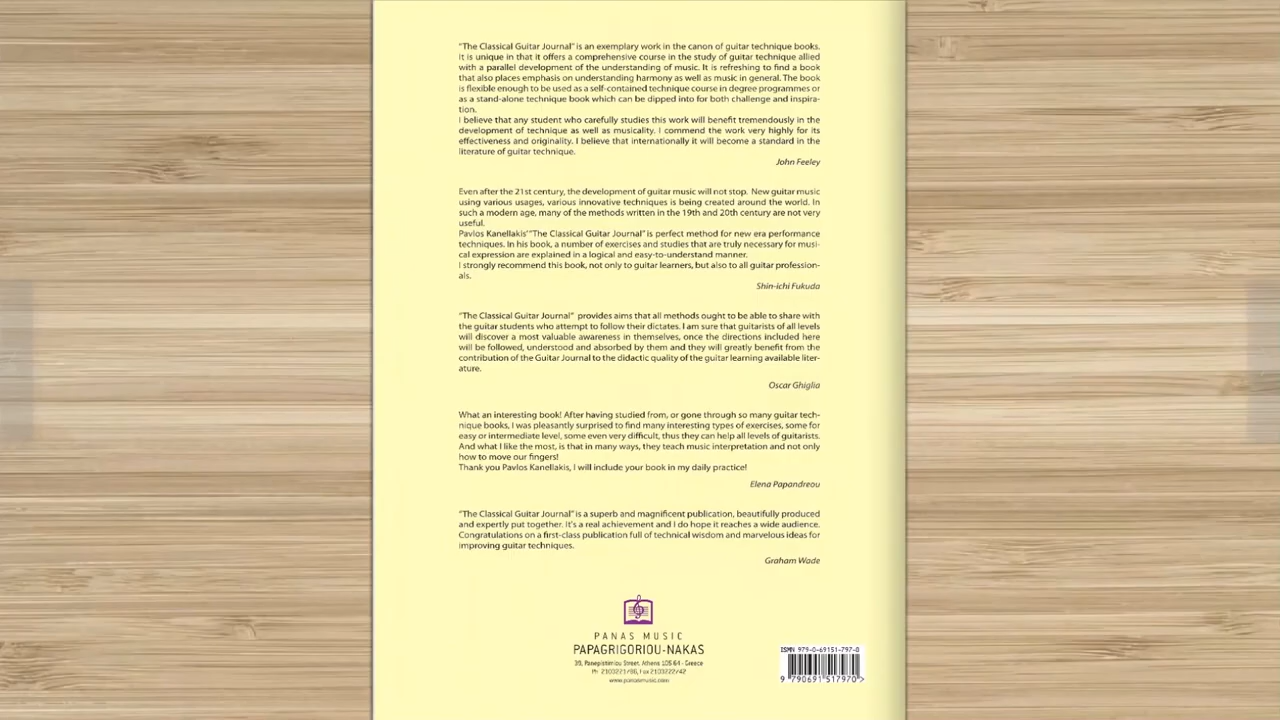 "The Classical Guitar Journal" is an exemplary work in the canon of guitar technique books.
It is unique in that it offers a comprehensive course in the study of guitar technique allied
with a parallel development of the understanding of music. It is refreshing to find a book
that also places emphasis on understanding harmony as well as music in general. The book
is flexible enough to be used as a self-contained technique course in degree programmes or
as a stand-alone technique book which can be dipped into for both challenge and inspira-
tion.
I believe that any student who carefully studies this work will benefit tremendously in the
development of technique as well as musicality. I commend the work very highly for its
effectiveness and originality. I believe that internationally it will become a standard in the
literature of guitar technique.
John Feeley
Even after the 21st century, the development of guitar music will not stop. New guitar music
using various usages, various innovative techniques is being created around the world. In
such a modern age, many of the methods written in the 19th and 20th century are not very
useful.
Pavlos Kanellakis' "The Classical Guitar Journal" is perfect method for new era performance
techniques. In his book, a number of exercises and studies that are truly necessary for musi-
cal expression are explained in a logical and easy-to-understand manner.
I strongly recommend this book, not only to guitar learners, but also to all guitar profession-
als.
Shin-ichi Fukuda
"The Classical Guitar Journal" provides aims that all methods ought to be able to share with
the guitar students who attempt to follow their dictates. I am sure that guitarists of all levels
will discover a most valuable awareness in themselves, once the directions included here
will be followed, understood and absorbed by them and they will greatly benefit from the
contribution of the Guitar Journal to the didactic quality of the guitar learning available liter-
ature.
Oscar Ghiglia
What an interesting book! After having studied from, or gone through so many guitar tech-
nique books, I was pleasantly surprised to find many interesting types of exercises, some for
easy or intermediate level, some even very difficult, thus they can help all levels of guitarists.
And what I like the most, is that in many ways, they teach music interpretation and not only
how to move our fingers!
Thank you Pavlos Kanellakis, I will include your book in my daily practice!
Elena Papandreou
"The Classical Guitar Journal" is a superb and magnificent publication, beautifully produced
and expertly put together. It's a real achievement and I do hope it reaches a wide audience.
Congratulations on a first-class publication full of technical wisdom and marvelous ideas for
improving guitar techniques.
Graham Wade
PANAS MUSIC
PAPAGRIGORIOU-NAKAS
39, Panepistimiou Street, Athens 105 64 - Greece
Ph: 2103221786, Fax 2103222742
www.panasmusic.com
ISMN 979-0-69151-797-0
9 790691 517970 >